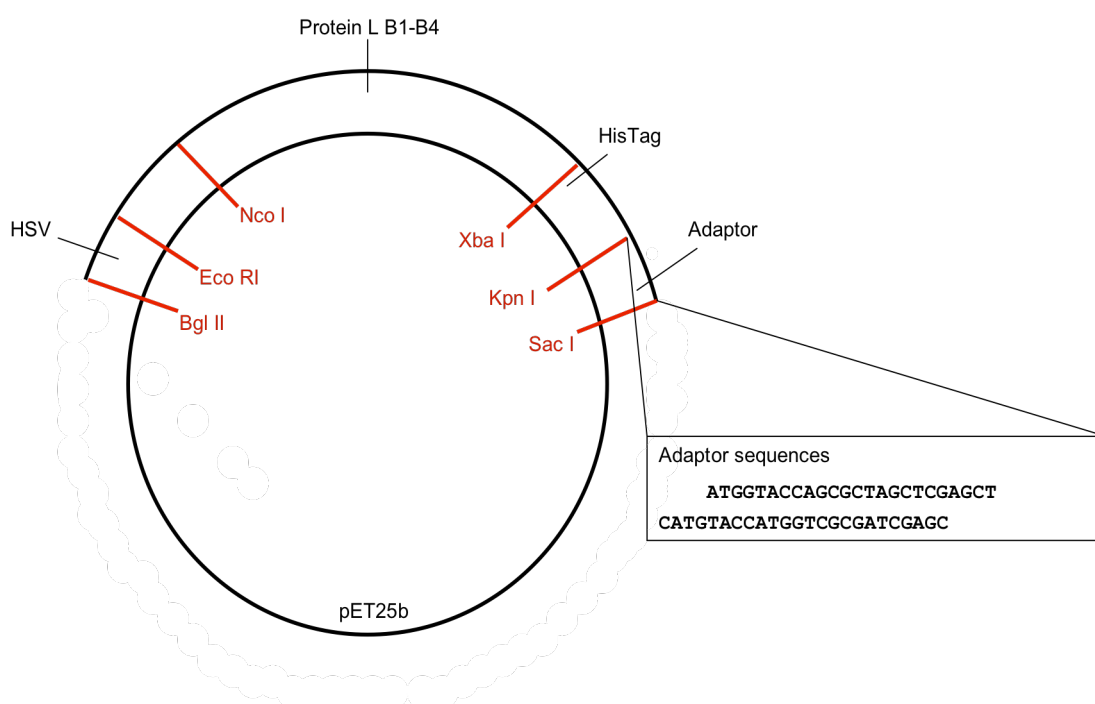 Protein L B1-B4
HisTag
Nco I
HSV
Xba I
Adaptor
Eco RI
Kpn I
Bgl II
Sac I
Adaptor sequences
ATGGTACCAGCGCTAGCTCGAGCT
CATGTACCATGGTCGCGATCGAGC
pET25b